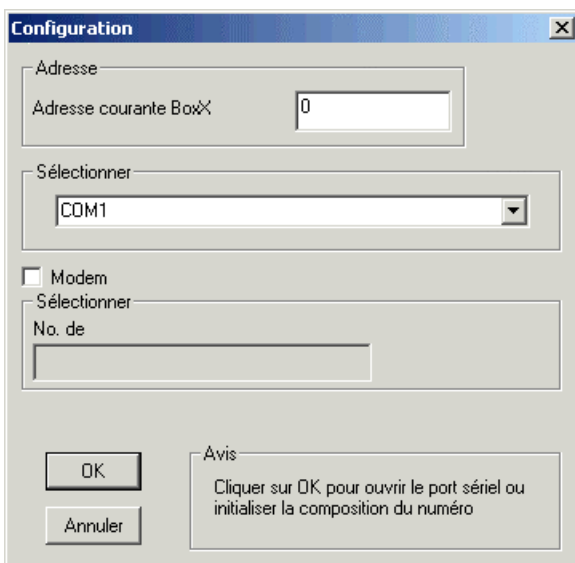 Configuration
Adresse
Adresse courante BoxX
0
Sélectionner
COM1
Modem
Sélectionner
No. de
OK
Annuler
Avis
Cliquer sur OK pour ouvrir le port sériel ou
initialiser la composition du numéro